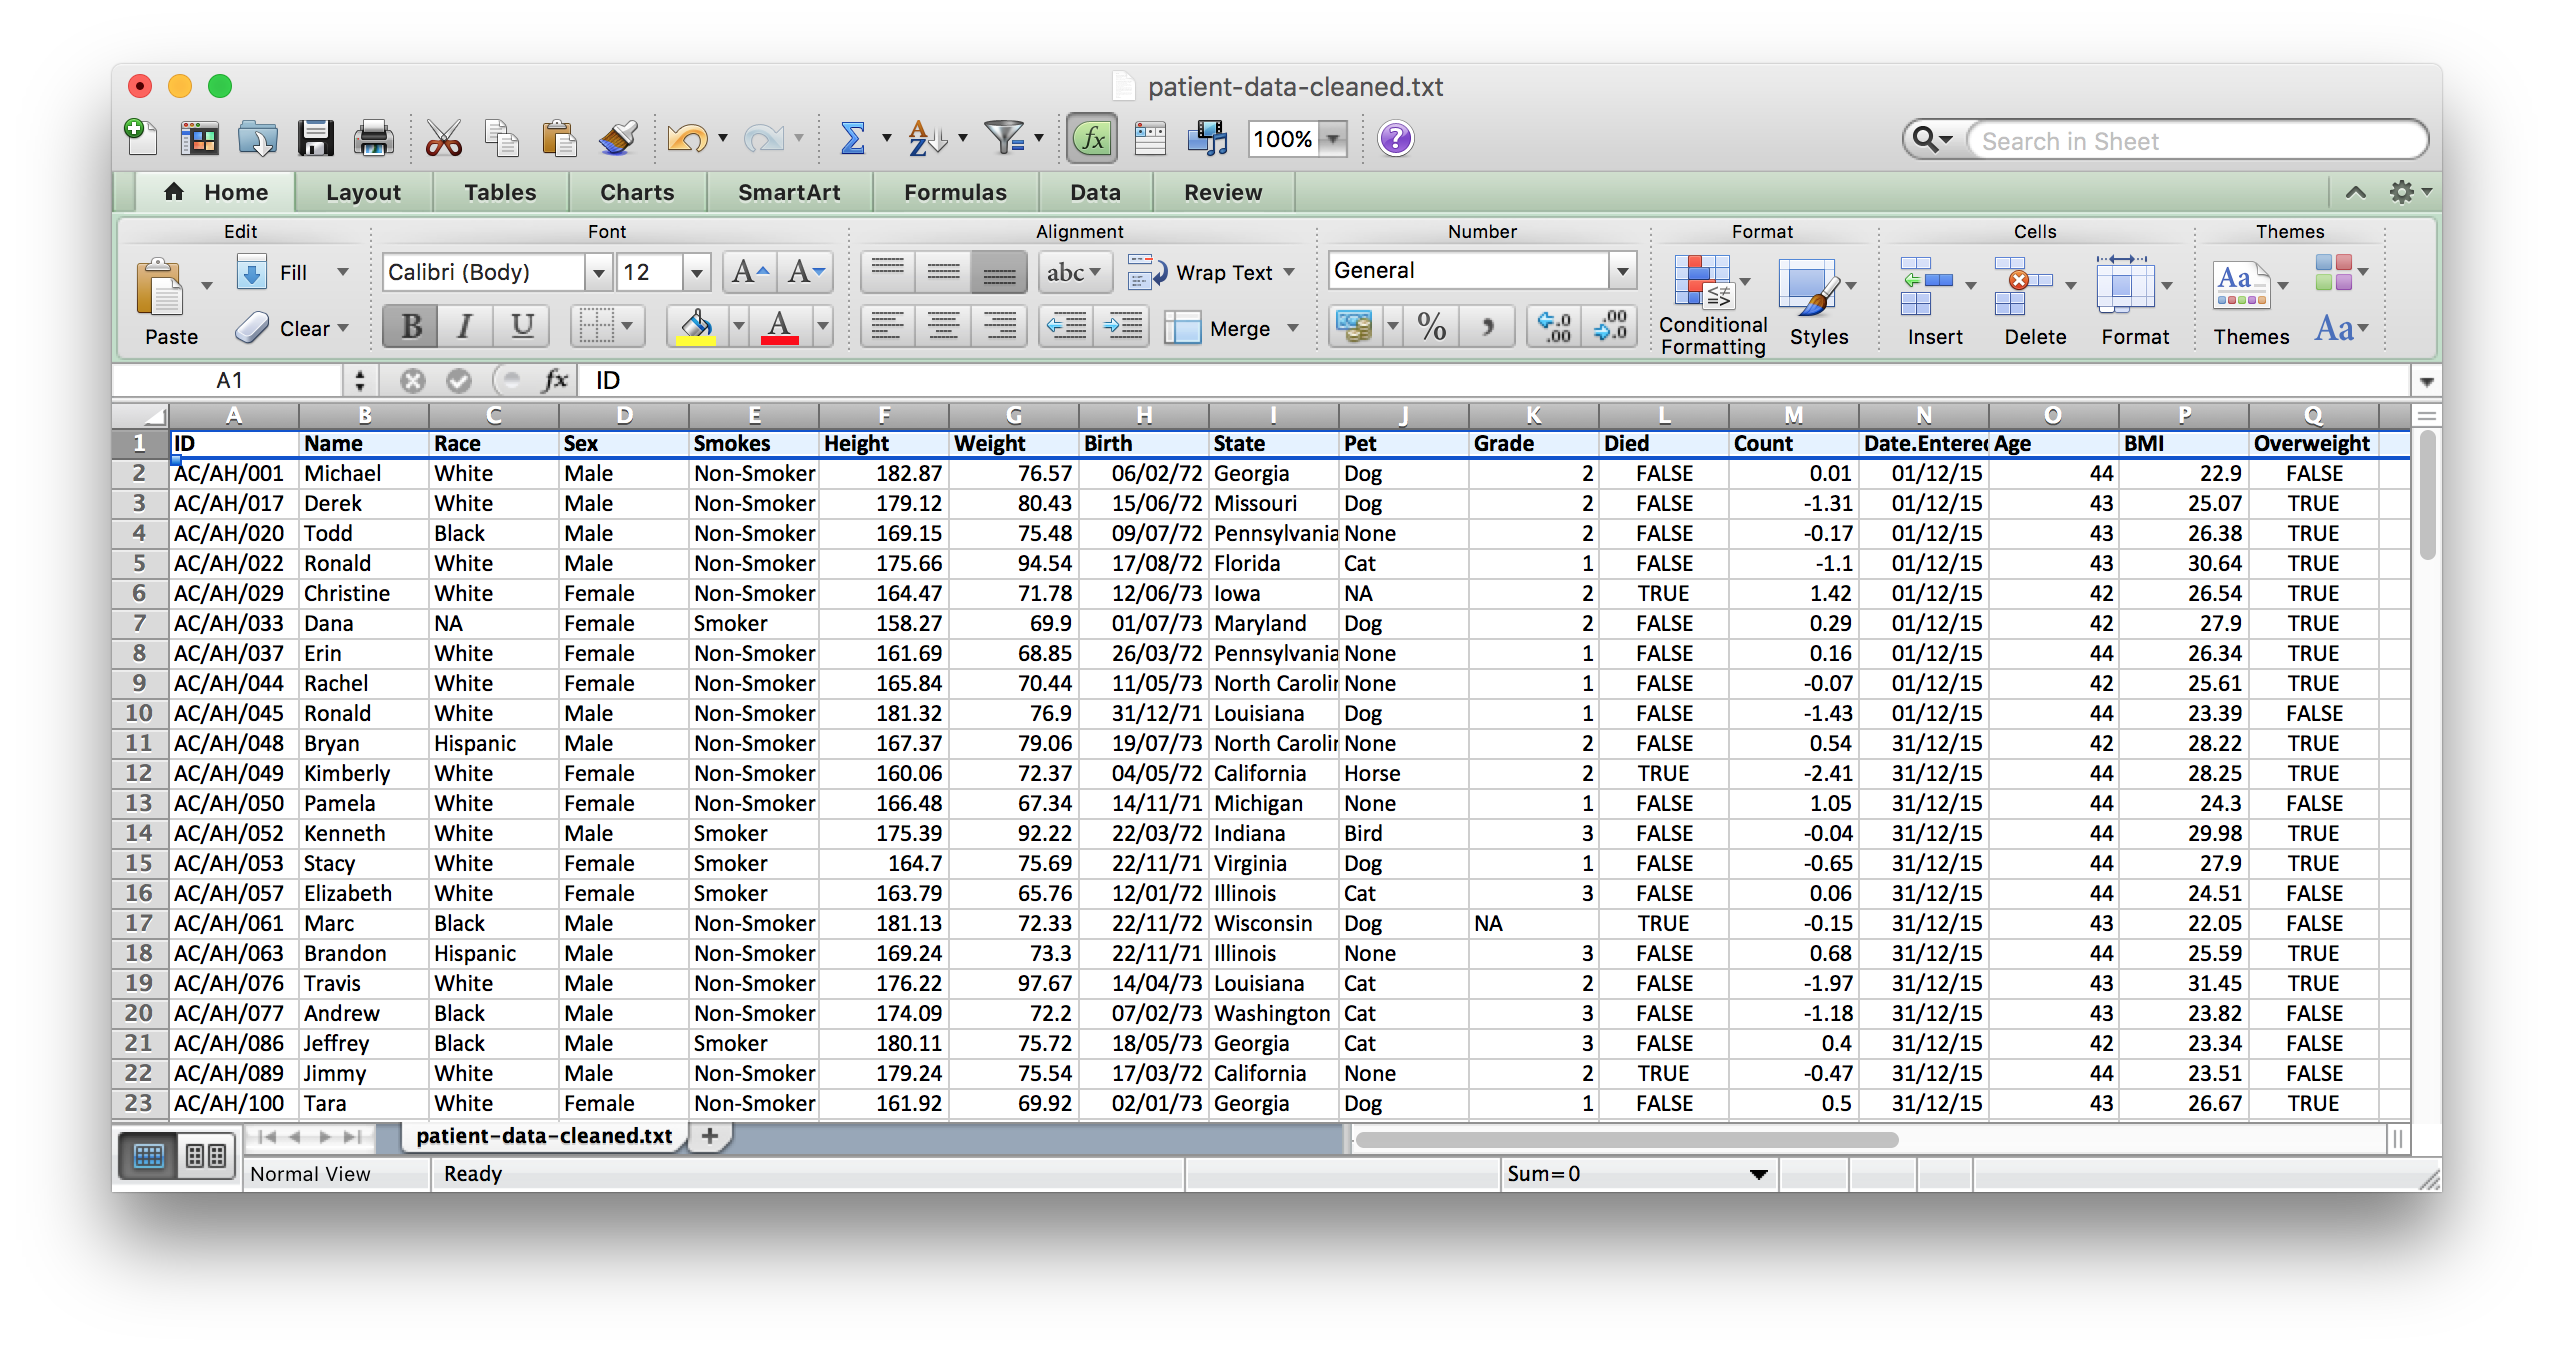 patient-data-cleaned.txt
100% ? Search in Sheet
Home Layout Tables Charts SmartArt Formulas Data Review
Edit Font Alignment Number Format Cells Themes
Fill Calibri (Body) 12 A A abc Wrap Text General Aa
Paste Clear B I U A Merge % , .0 .00 .00 .0 Conditional Formatting Styles Insert Delete Format Themes Aa
A1 fx ID
A B C D E F G H I J K L M N O P Q
1 ID Name Race Sex Smokes Height Weight Birth State Pet Grade Died Count Date.Entered Age BMI Overweight
2 AC/AH/001 Michael White Male Non-Smoker 182.87 76.57 06/02/72 Georgia Dog 2 FALSE 0.01 01/12/15 44 22.9 FALSE
3 AC/AH/017 Derek White Male Non-Smoker 179.12 80.43 15/06/72 Missouri Dog 2 FALSE -1.31 01/12/15 43 25.07 TRUE
4 AC/AH/020 Todd Black Male Non-Smoker 169.15 75.48 09/07/72 Pennsylvania None 2 FALSE -0.17 01/12/15 43 26.38 TRUE
5 AC/AH/022 Ronald White Male Non-Smoker 175.66 94.54 17/08/72 Florida Cat 1 FALSE -1.1 01/12/15 43 30.64 TRUE
6 AC/AH/029 Christine White Female Non-Smoker 164.47 71.78 12/06/73 Iowa NA 2 TRUE 1.42 01/12/15 42 26.54 TRUE
7 AC/AH/033 Dana NA Female Smoker 158.27 69.9 01/07/73 Maryland Dog 2 FALSE 0.29 01/12/15 42 27.9 TRUE
8 AC/AH/037 Erin White Female Non-Smoker 161.69 68.85 26/03/72 Pennsylvania None 1 FALSE 0.16 01/12/15 44 26.34 TRUE
9 AC/AH/044 Rachel White Female Non-Smoker 165.84 70.44 11/05/73 North Carolin None 1 FALSE -0.07 01/12/15 42 25.61 TRUE
10 AC/AH/045 Ronald White Male Non-Smoker 181.32 76.9 31/12/71 Louisiana Dog 1 FALSE -1.43 01/12/15 44 23.39 FALSE
11 AC/AH/048 Bryan Hispanic Male Non-Smoker 167.37 79.06 19/07/73 North Carolin None 2 FALSE 0.54 31/12/15 42 28.22 TRUE
12 AC/AH/049 Kimberly White Female Non-Smoker 160.06 72.37 04/05/72 California Horse 2 TRUE -2.41 31/12/15 44 28.25 TRUE
13 AC/AH/050 Pamela White Female Non-Smoker 166.48 67.34 14/11/71 Michigan None 1 FALSE 1.05 31/12/15 44 24.3 FALSE
14 AC/AH/052 Kenneth White Male Smoker 175.39 92.22 22/03/72 Indiana Bird 3 FALSE -0.04 31/12/15 44 29.98 TRUE
15 AC/AH/053 Stacy White Female Smoker 164.7 75.69 22/11/71 Virginia Dog 1 FALSE -0.65 31/12/15 44 27.9 TRUE
16 AC/AH/057 Elizabeth White Female Smoker 163.79 65.76 12/01/72 Illinois Cat 3 FALSE 0.06 31/12/15 44 24.51 FALSE
17 AC/AH/061 Marc Black Male Non-Smoker 181.13 72.33 22/11/72 Wisconsin Dog NA TRUE -0.15 31/12/15 43 22.05 FALSE
18 AC/AH/063 Brandon Hispanic Male Non-Smoker 169.24 73.3 22/11/71 Illinois None 3 FALSE 0.68 31/12/15 44 25.59 TRUE
19 AC/AH/076 Travis White Male Non-Smoker 176.22 97.67 14/04/73 Louisiana Cat 2 FALSE -1.97 31/12/15 43 31.45 TRUE
20 AC/AH/077 Andrew Black Male Non-Smoker 174.09 72.2 07/02/73 Washington Cat 3 FALSE -1.18 31/12/15 43 23.82 FALSE
21 AC/AH/086 Jeffrey Black Male Smoker 180.11 75.72 18/05/73 Georgia Cat 3 FALSE 0.4 31/12/15 42 23.34 FALSE
22 AC/AH/089 Jimmy White Male Non-Smoker 179.24 75.54 17/03/72 California None 2 TRUE -0.47 31/12/15 44 23.51 FALSE
23 AC/AH/100 Tara White Female Non-Smoker 161.92 69.92 02/01/73 Georgia Dog 1 FALSE 0.5 31/12/15 43 26.67 TRUE
patient-data-cleaned.txt +
Normal View Ready Sum=0